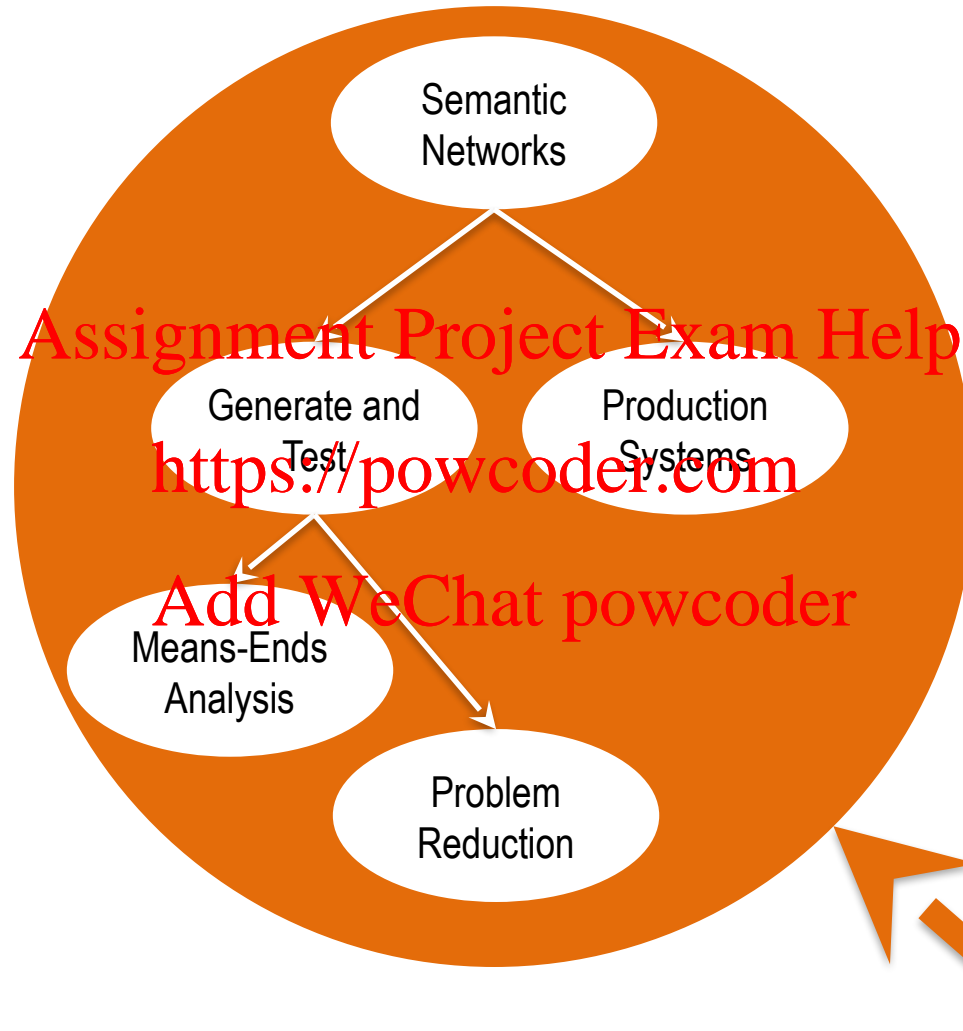 Semantic
Networks
Assignment Project Exam Help
Generate and
Test
Production
Systems
https://powcoder.com
Add WeChat powcoder
Means-Ends
Analysis
Problem
Reduction